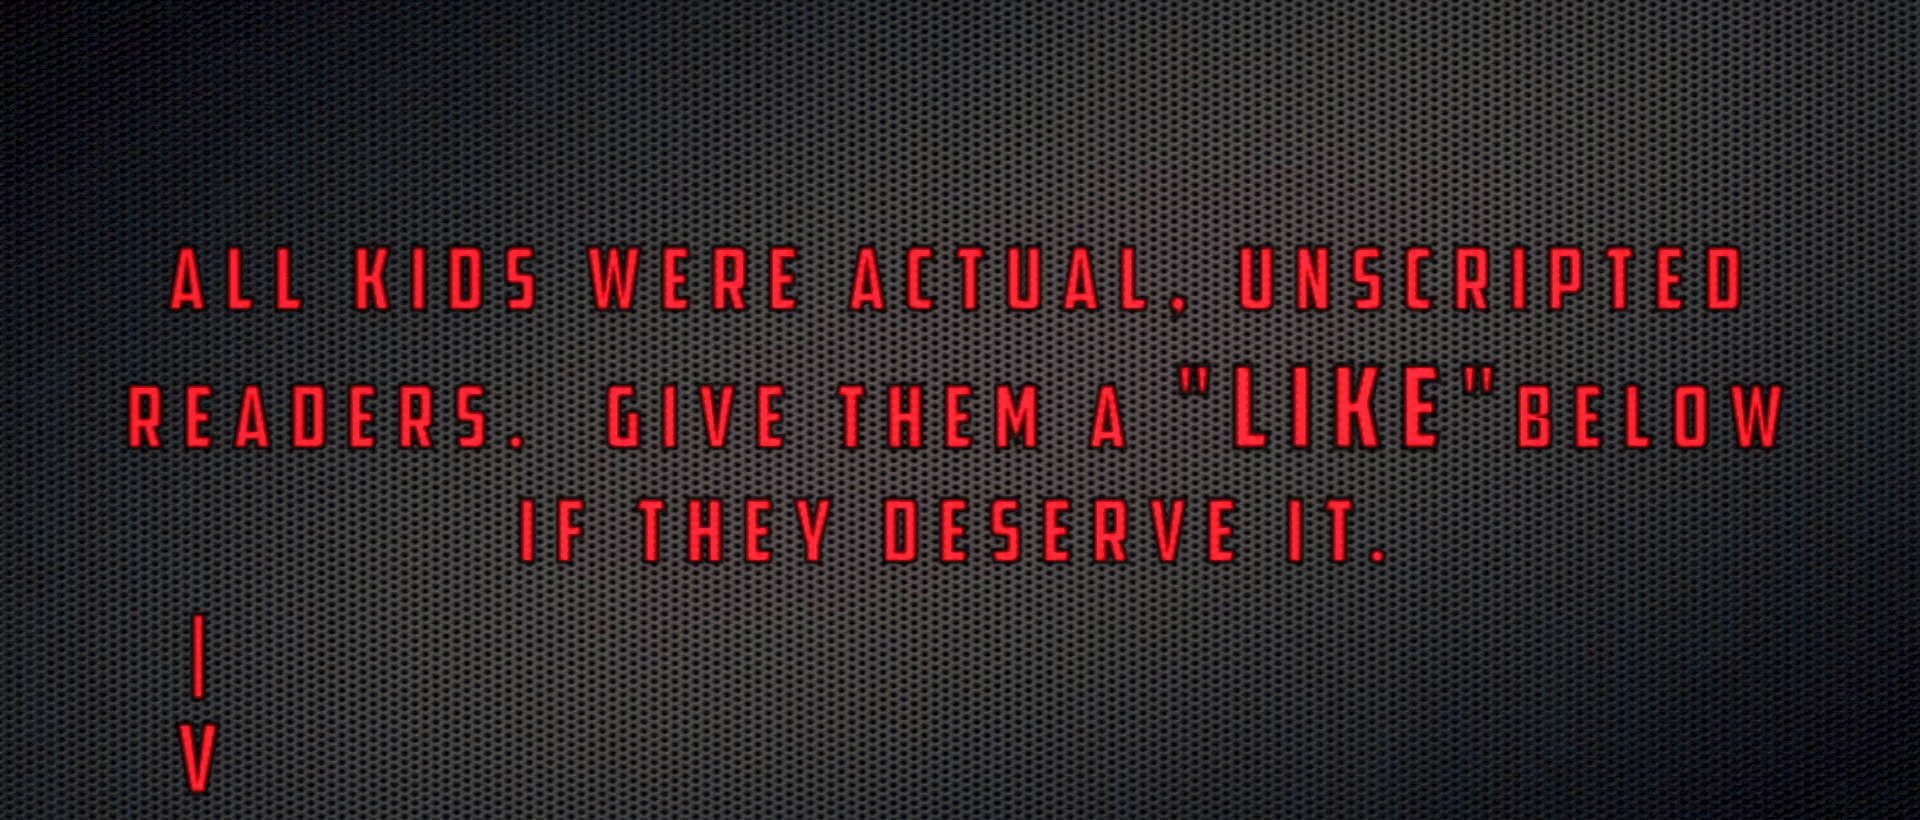 ALL KIDS WERE ACTUAL, UNSCRIPTED
READERS. GIVE THEM A "LIKE" BELOW
IF THEY DESERVE IT.
|
V